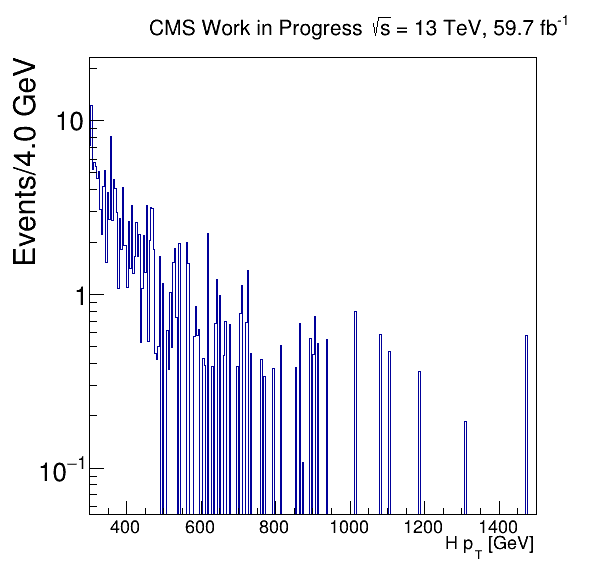 CMS Work in Progress √s = 13 TeV, 59.7 fb⁻¹
Events/4.0 GeV
10
1
10⁻¹
400 600 800 1000 1200 1400
H p_T [GeV]